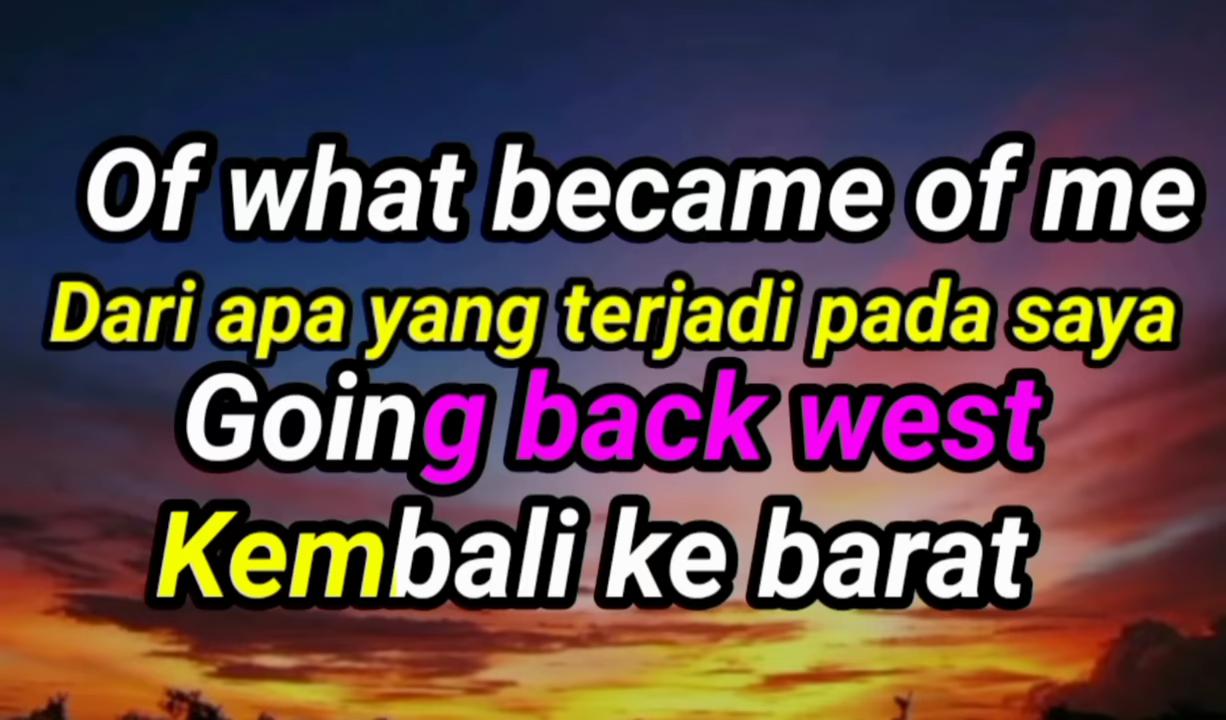 Of what became of me
Dari apa yang terjadi pada saya
Going back west
Kembali ke barat